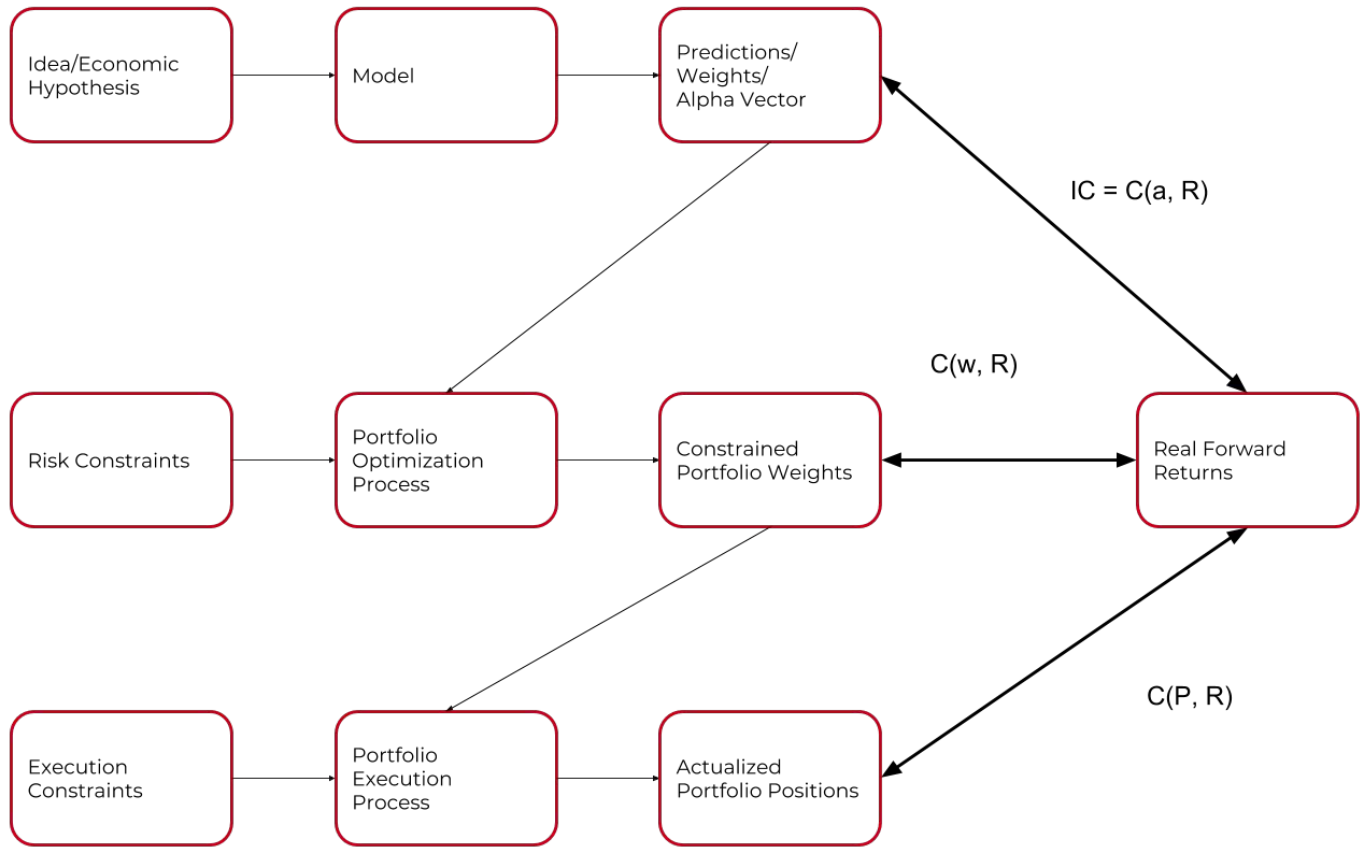 Idea/Economic
Hypothesis
Model
Predictions/
Weights/
Alpha Vector
IC = C(a, R)
C(w, R)
Risk Constraints
Portfolio
Optimization
Process
Constrained
Portfolio Weights
Real Forward
Returns
C(P, R)
Execution
Constraints
Portfolio
Execution
Process
Actualized
Portfolio Positions